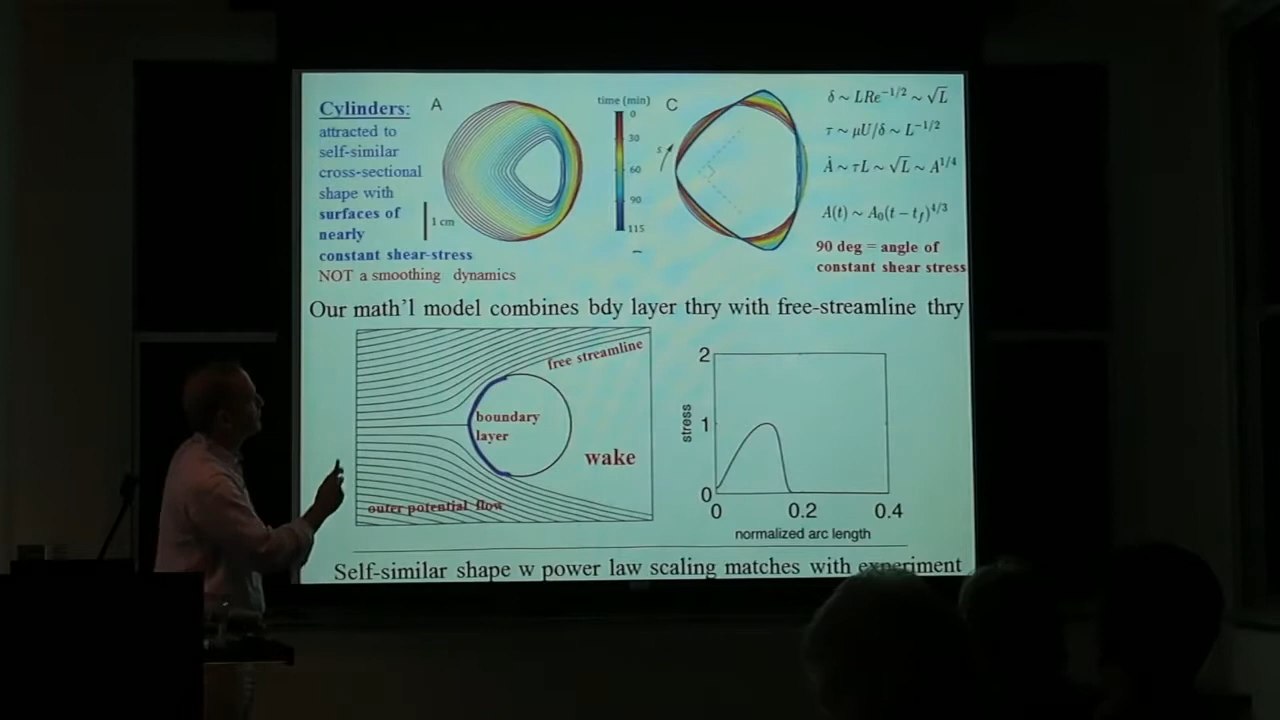 Cylinders:
attracted to
self-similar
cross-sectional
shape with
surfaces of
nearly
constant shear-stress
NOT a smoothing dynamics
A
1 cm
time (min)
0
30
60
90
115
C
s
δ ~ LRe^{-1/2} ~ √L
τ ~ μU/δ ~ L^{-1/2}
Ȧ ~ τL ~ √L ~ A^{1/4}
A(t) ~ A₀(t − t_f)^{4/3}
90 deg = angle of
constant shear stress
Our math'l model combines bdy layer thry with free-streamline thry
free streamline
boundary
layer
wake
outer potential flow
2
1
0
stress
0 0.2 0.4
normalized arc length
Self-similar shape w power law scaling matches with experiment